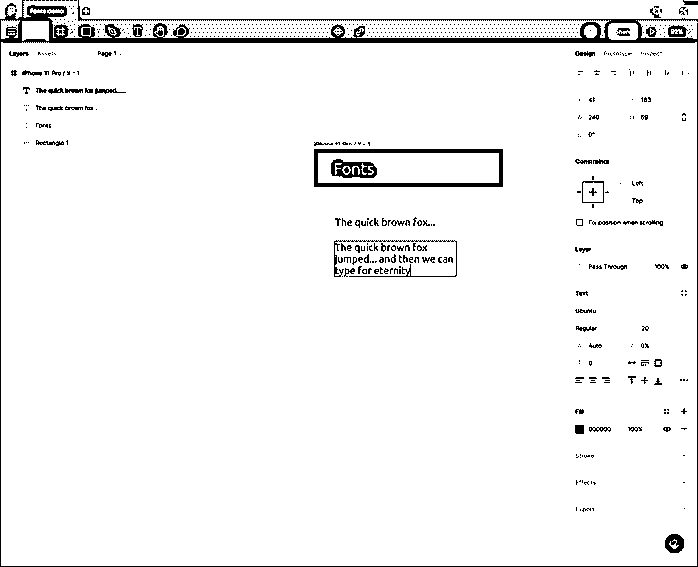 Fonts demo
Share
Layers Assets Page 1
Design Prototype Inspect
iPhone 11 Pro / X - 1
The quick brown fox jumped......
The quick brown fox...
Fonts
Rectangle 1
iPhone 11 Pro / X - 1
Fonts
The quick brown fox...
The quick brown fox
jumped... and then we can
type for eternity
X 41 Y 183
W 240 H 69
0°
Constraints
Left
Top
Fix position when scrolling
Layer
Pass Through 100%
Text
Ubuntu
Regular 20
Auto 0%
0
Fill
000000 100%
Stroke
Effects
Export